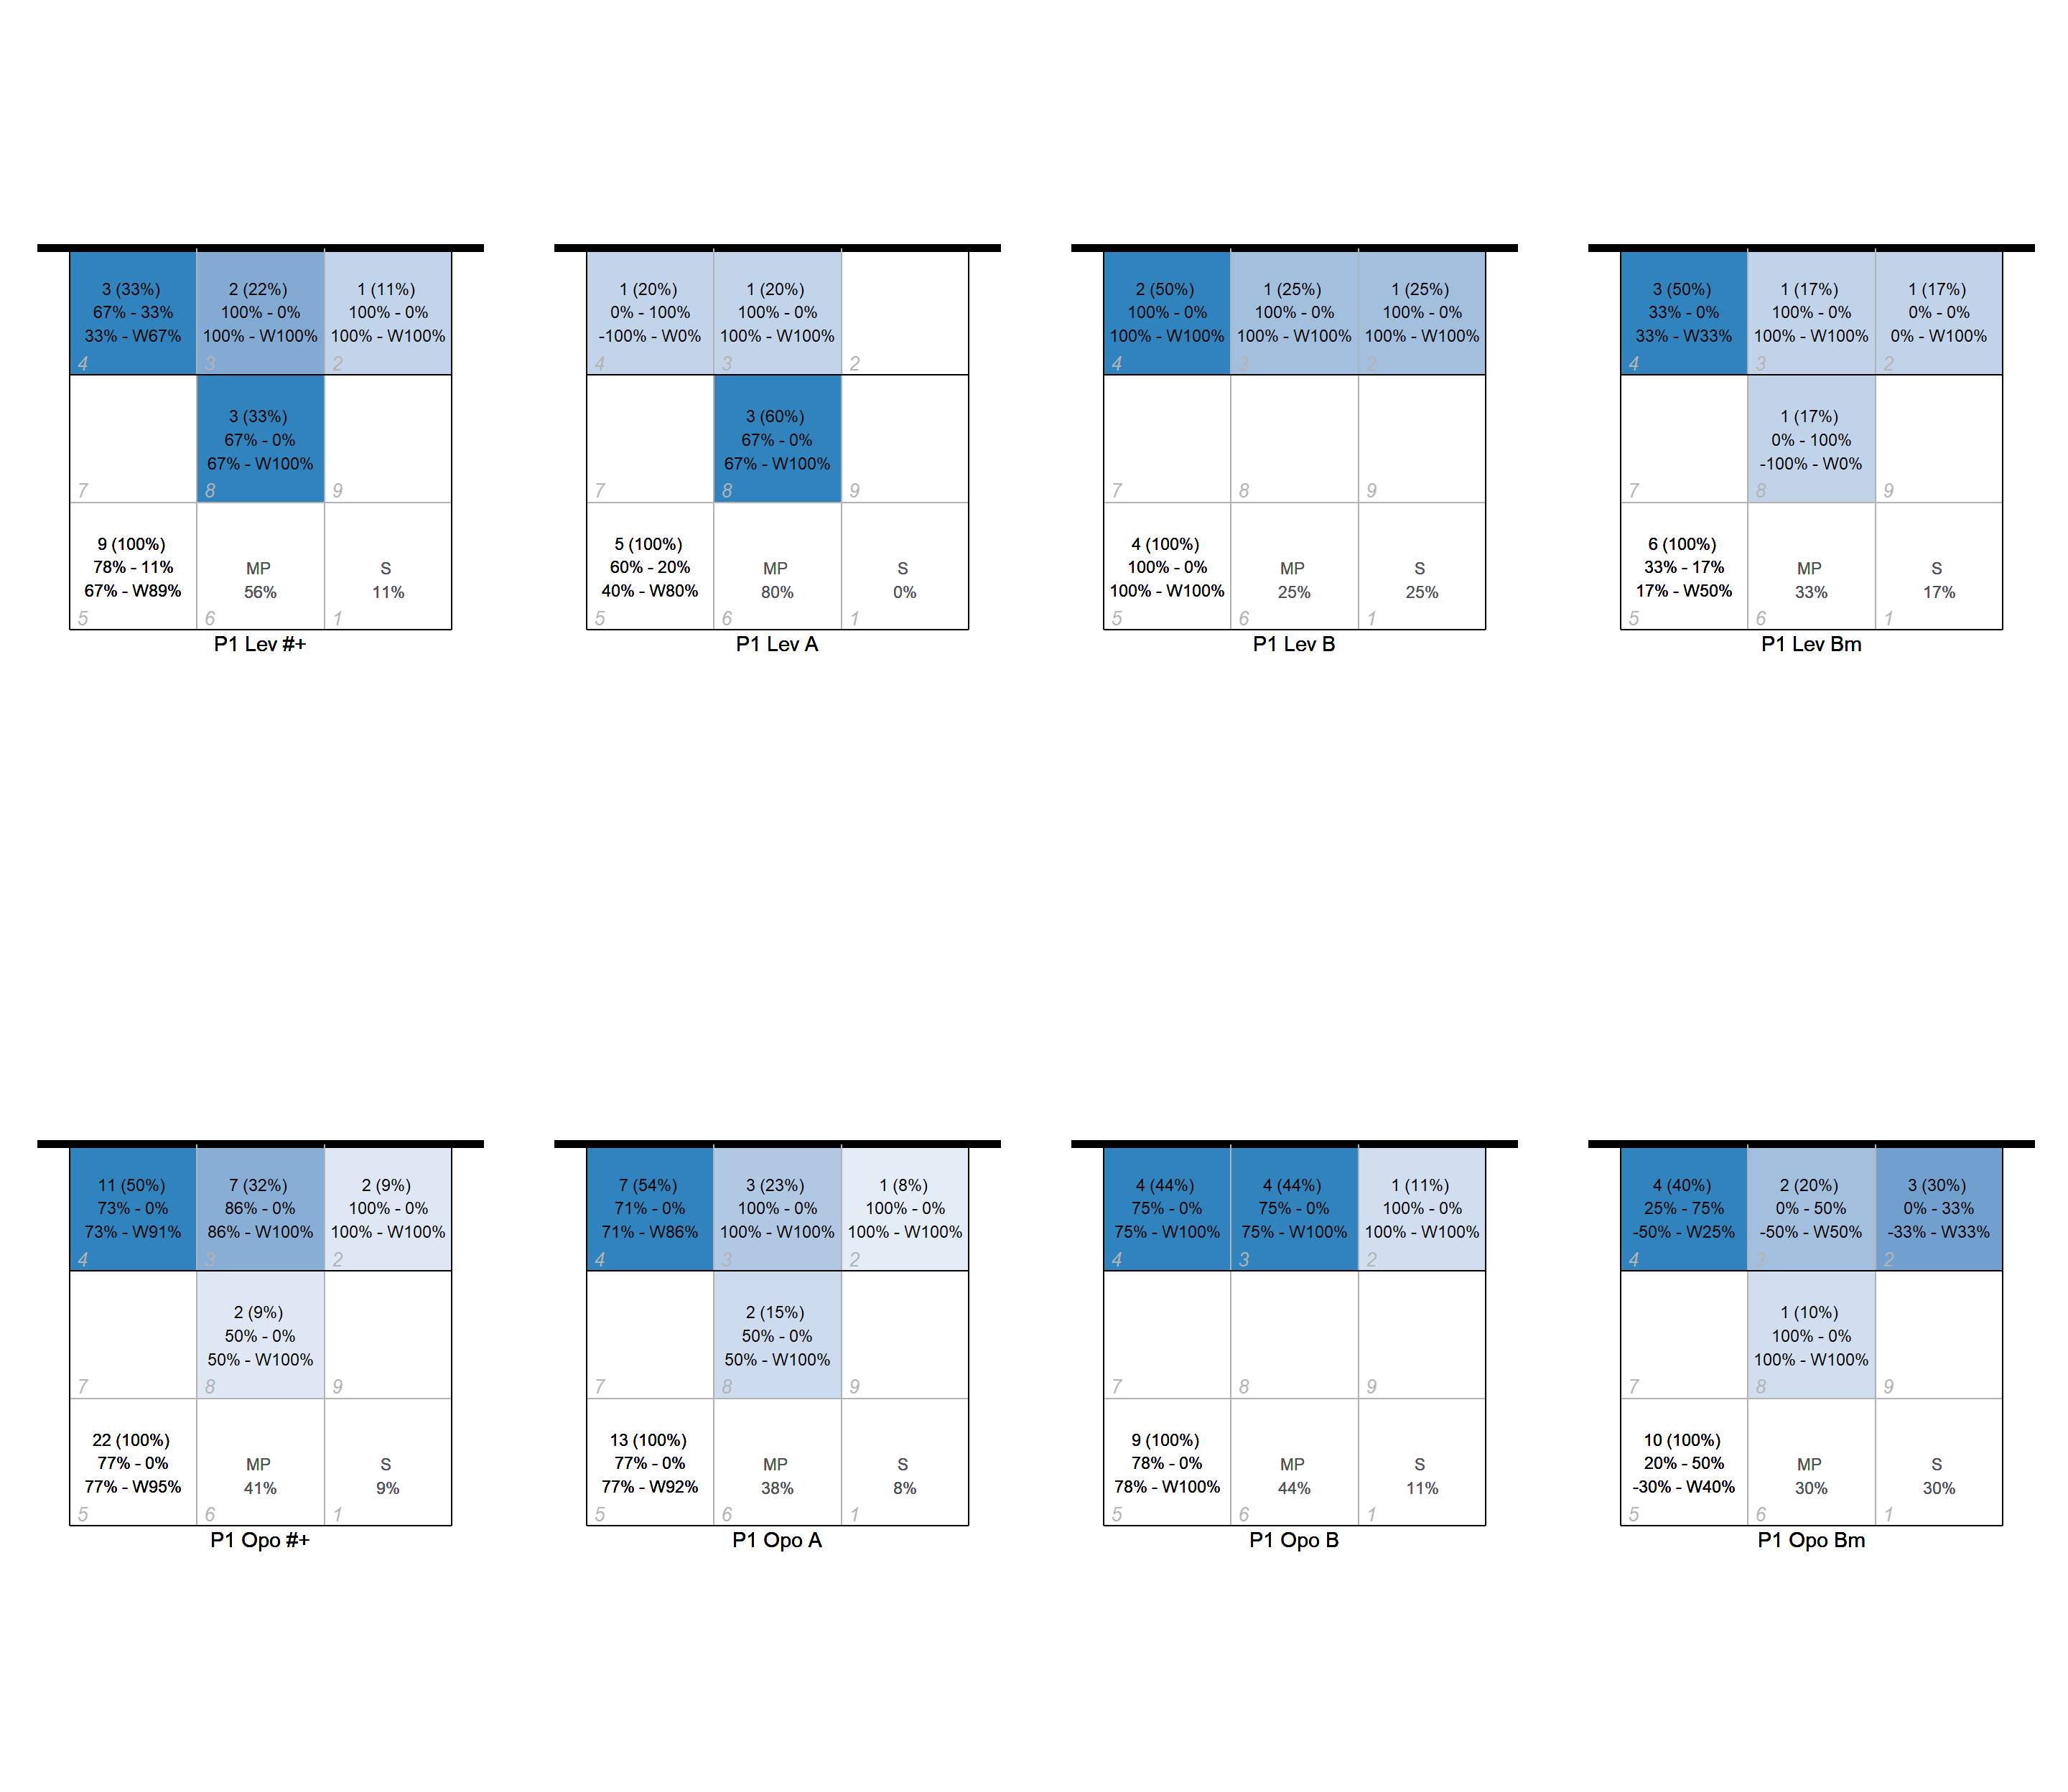 3 (33%)
67% - 33%
33% - W67%
4
2 (22%)
100% - 0%
100% - W100%
3
1 (11%)
100% - 0%
100% - W100%
2
7
3 (33%)
67% - 0%
67% - W100%
8
9
9 (100%)
78% - 11%
67% - W89%
5
MP
56%
6
S
11%
1
P1 Lev #+
1 (20%)
0% - 100%
-100% - W0%
4
1 (20%)
100% - 0%
100% - W100%
3
2
7
3 (60%)
67% - 0%
67% - W100%
8
9
5 (100%)
60% - 20%
40% - W80%
5
MP
80%
6
S
0%
1
P1 Lev A
2 (50%)
100% - 0%
100% - W100%
4
1 (25%)
100% - 0%
100% - W100%
3
1 (25%)
100% - 0%
100% - W100%
2
7
8
9
4 (100%)
100% - 0%
100% - W100%
5
MP
25%
6
S
25%
1
P1 Lev B
3 (50%)
33% - 0%
33% - W33%
4
1 (17%)
100% - 0%
100% - W100%
3
1 (17%)
0% - 0%
0% - W100%
2
7
1 (17%)
0% - 100%
-100% - W0%
8
9
6 (100%)
33% - 17%
17% - W50%
5
MP
33%
6
S
17%
1
P1 Lev Bm
11 (50%)
73% - 0%
73% - W91%
4
7 (32%)
86% - 0%
86% - W100%
3
2 (9%)
100% - 0%
100% - W100%
2
7
2 (9%)
50% - 0%
50% - W100%
8
9
22 (100%)
77% - 0%
77% - W95%
5
MP
41%
6
S
9%
1
P1 Opo #+
7 (54%)
71% - 0%
71% - W86%
4
3 (23%)
100% - 0%
100% - W100%
3
1 (8%)
100% - 0%
100% - W100%
2
7
2 (15%)
50% - 0%
50% - W100%
8
9
13 (100%)
77% - 0%
77% - W92%
5
MP
38%
6
S
8%
1
P1 Opo A
4 (44%)
75% - 0%
75% - W100%
4
4 (44%)
75% - 0%
75% - W100%
3
1 (11%)
100% - 0%
100% - W100%
2
7
8
9
9 (100%)
78% - 0%
78% - W100%
5
MP
44%
6
S
11%
1
P1 Opo B
4 (40%)
25% - 75%
-50% - W25%
4
2 (20%)
0% - 50%
-50% - W50%
3
3 (30%)
0% - 33%
-33% - W33%
2
7
1 (10%)
100% - 0%
100% - W100%
8
9
10 (100%)
20% - 50%
-30% - W40%
5
MP
30%
6
S
30%
1
P1 Opo Bm